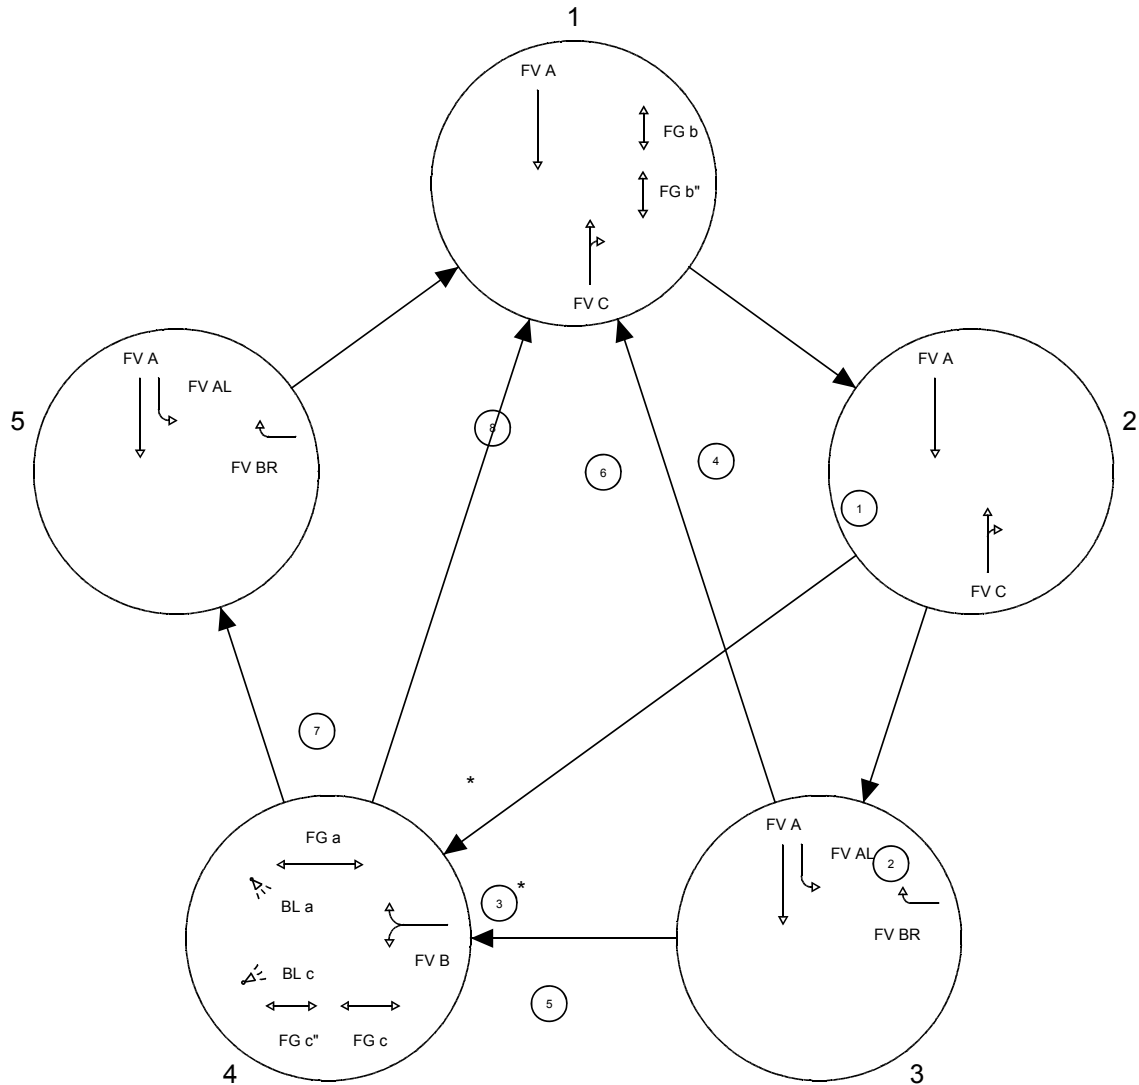 1
FV A
FG b
FG b"
FV C
5
FV A
FV AL
FV BR
2
FV A
1
FV C
8
6
4
7
*
4
FG a
BL a
FV B
BL c
FG c"
FG c
3
*
5
3
FV A
FV AL
2
FV BR